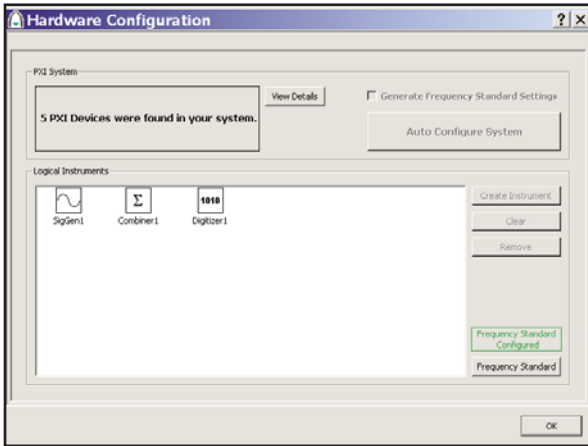 Hardware Configuration
PXI System
5 PXI Devices were found in your system.
View Details
Generate Frequency Standard Settings
Auto Configure System
Logical Instruments
Σ
1010
SigGen1
Combiner1
Digitizer1
Create Instrument
Clear
Remove
Frequency Standard
Configured
Frequency Standard
OK